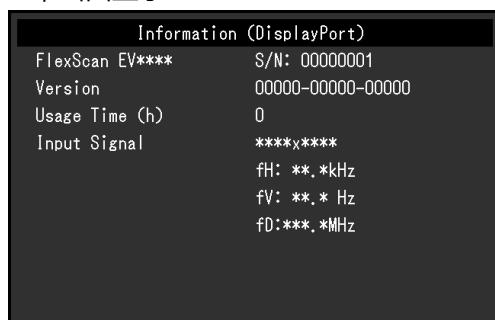 Information (DisplayPort)
FlexScan EV**** S/N: 00000001
Version 00000-00000-00000
Usage Time (h) 0
Input Signal ****x****
fH: **.*kHz
fV: **.* Hz
fD:***.*MHz